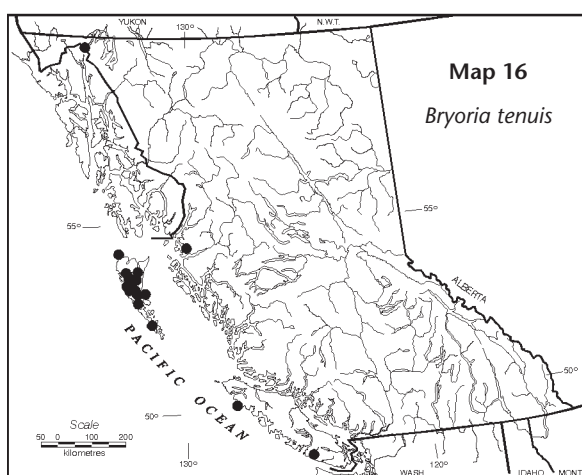 YUKON
130°
N.W.T.
Map 16
Bryoria tenuis
55°
55°
ALBERTA
PACIFIC OCEAN
50°
50°
Scale
50 0 100 200
kilometres
130°
120°
WASH
IDAHO
MONT